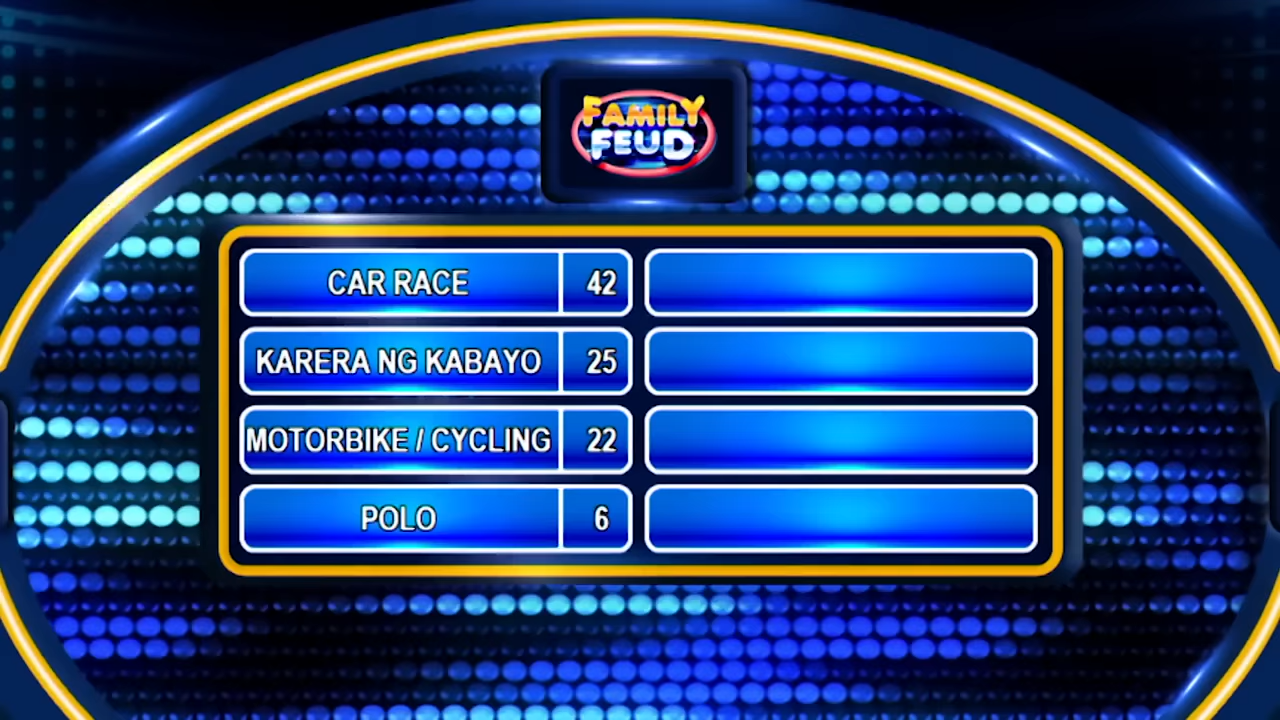 FAMILY
FEUD
CAR RACE 42
KARERA NG KABAYO 25
MOTORBIKE / CYCLING 22
POLO 6